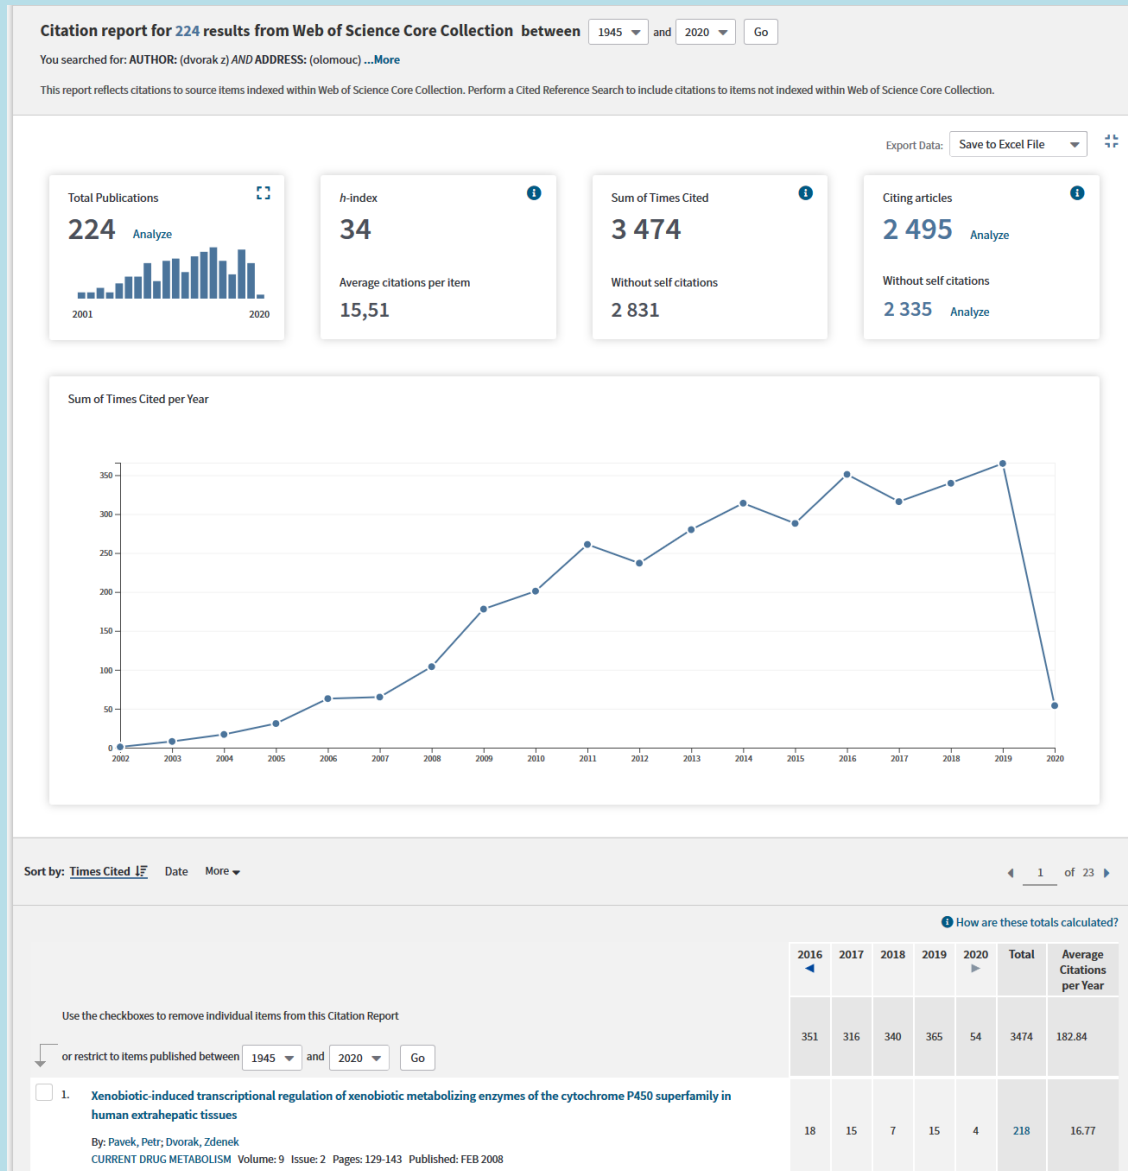 Citation report for 224 results from Web of Science Core Collection between 1945 and 2020 Go
You searched for: AUTHOR: (dvorak z) AND ADDRESS: (olomouc) ...More
This report reflects citations to source items indexed within Web of Science Core Collection. Perform a Cited Reference Search to include citations to items not indexed within Web of Science Core Collection.
Export Data: Save to Excel File
Total Publications
224 Analyze
2001 2020
h-index
34
Average citations per item
15,51
Sum of Times Cited
3 474
Without self citations
2 831
Citing articles
2 495 Analyze
Without self citations
2 335 Analyze
Sum of Times Cited per Year
350
300
250
200
150
100
50
0
2002 2003 2004 2005 2006 2007 2008 2009 2010 2011 2012 2013 2014 2015 2016 2017 2018 2019 2020
Sort by: Times Cited Date More
1 of 23
How are these totals calculated?
2016 2017 2018 2019 2020 Total Average
Citations
per Year
Use the checkboxes to remove individual items from this Citation Report
or restrict to items published between 1945 and 2020 Go
351 316 340 365 54 3474 182.84
1. Xenobiotic-induced transcriptional regulation of xenobiotic metabolizing enzymes of the cytochrome P450 superfamily in
human extrahepatic tissues
By: Pavek, Petr; Dvorak, Zdenek
CURRENT DRUG METABOLISM Volume: 9 Issue: 2 Pages: 129-143 Published: FEB 2008
18 15 7 15 4 218 16.77